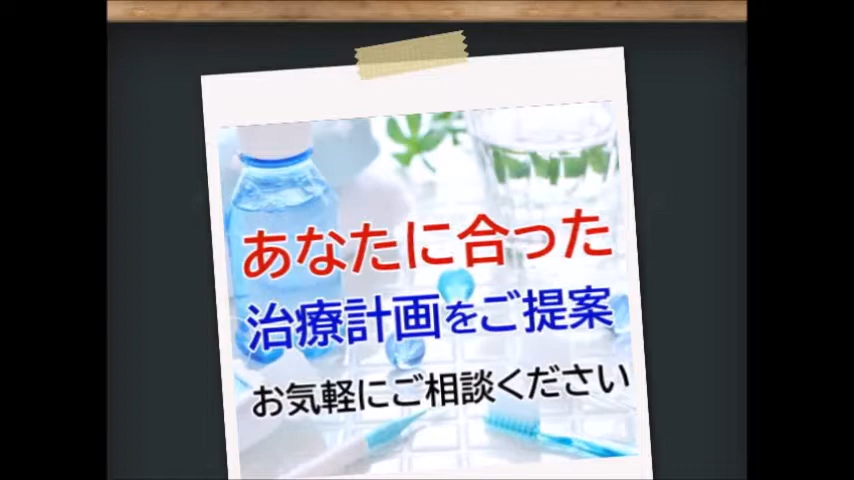 あなたに合った
治療計画をご提案
お気軽にご相談ください